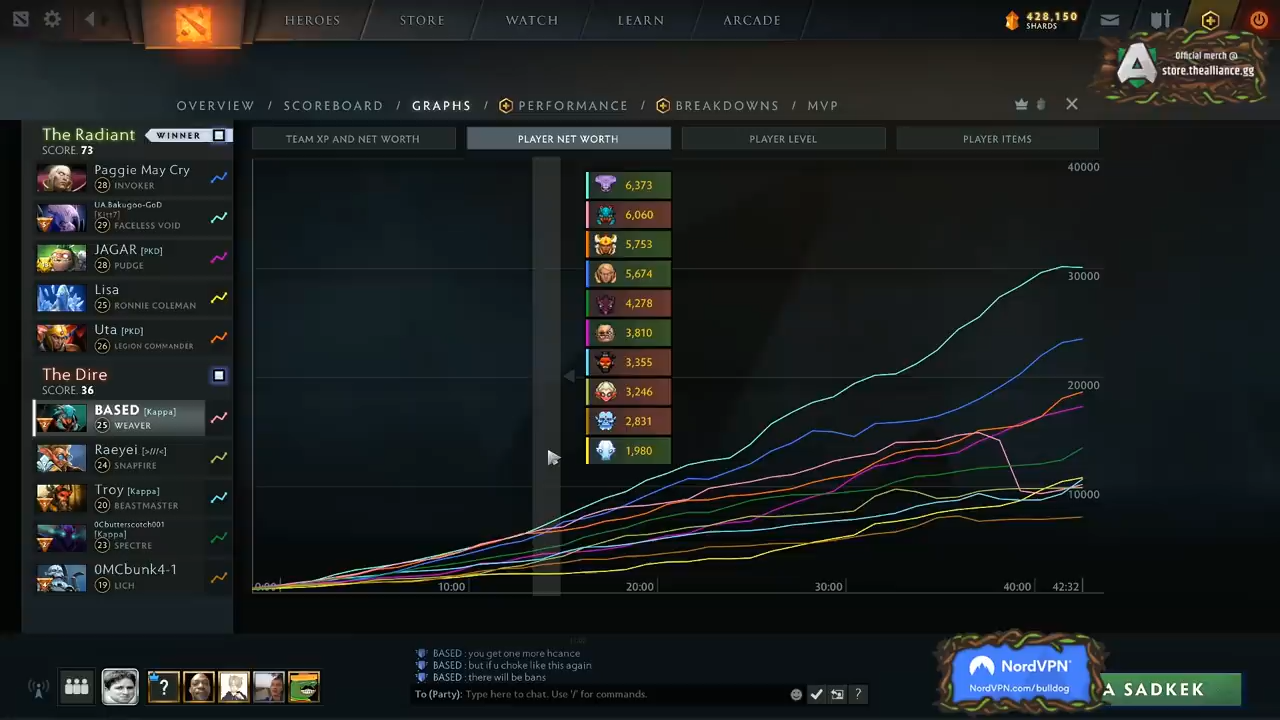 HEROES
STORE
WATCH
LEARN
ARCADE
428,150
SHARDS
Official merch @
store.thealliance.gg
OVERVIEW / SCOREBOARD / GRAPHS / PERFORMANCE / BREAKDOWNS / MVP
The Radiant
WINNER
SCORE: 73
Paggie May Cry
28 INVOKER
UA.Bakugoo-GoD
[Kitt7]
29 FACELESS VOID
JAGAR [PKD]
28 PUDGE
Lisa
25 RONNIE COLEMAN
Uta [PKD]
26 LEGION COMMANDER
The Dire
SCORE: 36
BASED [Kappa]
25 WEAVER
Raeyei [>///<]
24 SNAPFIRE
Troy [Kappa]
20 BEASTMASTER
0Cbutterscotch001
[Kappa]
23 SPECTRE
0MCbunk4-1
19 LICH
TEAM XP AND NET WORTH
PLAYER NET WORTH
PLAYER LEVEL
PLAYER ITEMS
6,373
6,060
5,753
5,674
4,278
3,810
3,355
3,246
2,831
1,980
40000
30000
20000
10000
0:00
10:00
20:00
30:00
40:00
42:32
BASED : you get one more hcance
BASED : but if u choke like this again
BASED : there will be bans
To (Party): Type here to chat. Use '/' for commands.
?
?
NordVPN
NordVPN.com/bulldog
A SADKEK